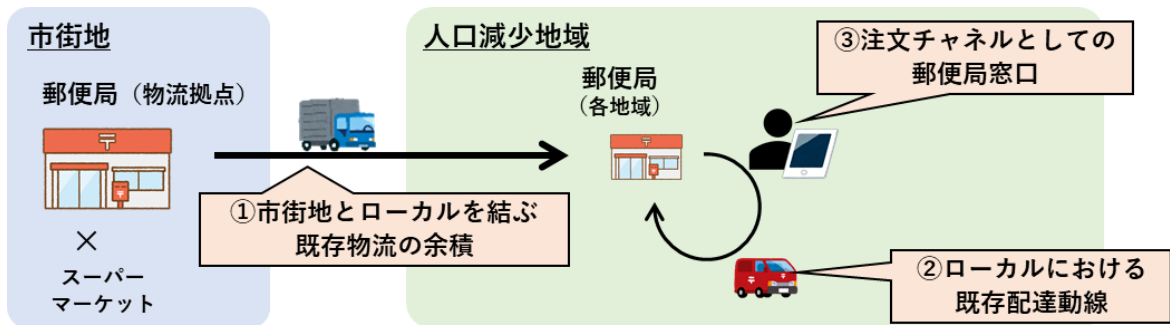 市街地
郵便局（物流拠点）
×
スーパー
マーケット
①市街地とローカルを結ぶ
既存物流の余積
人口減少地域
郵便局
（各地域）
③注文チャネルとしての
郵便局窓口
②ローカルにおける
既存配達動線